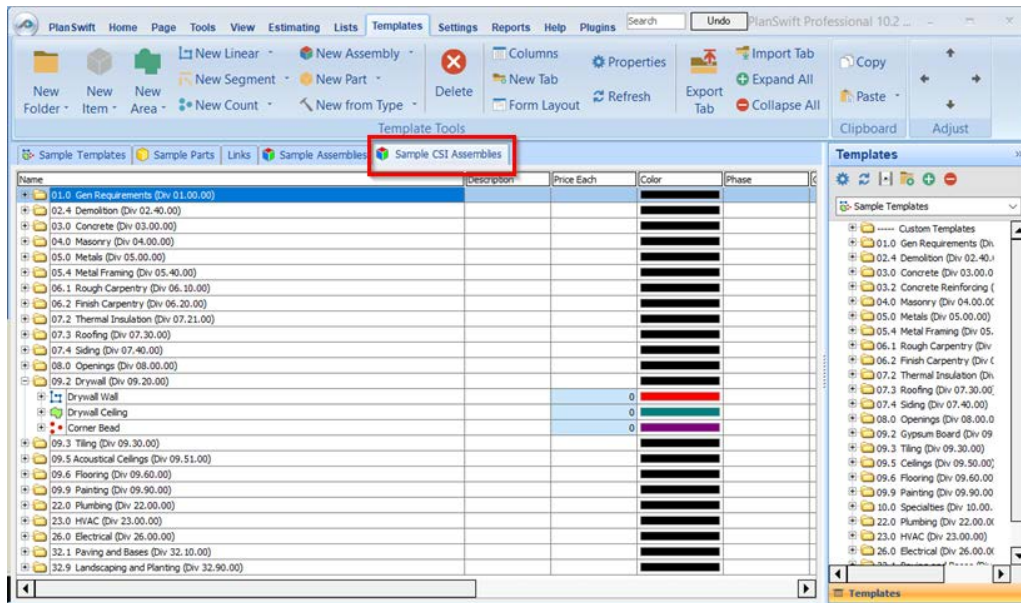 PlanSwift Home Page Tools View Estimating Lists Templates Settings Reports Help Plugins Search Undo PlanSwift Professional 10.2 ...
New Folder
New Item
New Area
New Linear
New Segment
New Count
New Assembly
New Part
New from Type
Delete
Columns
New Tab
Form Layout
Properties
Refresh
Export Tab
Import Tab
Expand All
Collapse All
Copy
Paste
Template Tools
Clipboard
Adjust
Sample Templates Sample Parts Links Sample Assemblies Sample CSI Assemblies
Name Description Price Each Color Phase
01.0 Gen Requirements (Div 01.00.00)
02.4 Demolition (Div 02.40.00)
03.0 Concrete (Div 03.00.00)
04.0 Masonry (Div 04.00.00)
05.0 Metals (Div 05.00.00)
05.4 Metal Framing (Div 05.40.00)
06.1 Rough Carpentry (Div 06.10.00)
06.2 Finish Carpentry (Div 06.20.00)
07.2 Thermal Insulation (Div 07.21.00)
07.3 Roofing (Div 07.30.00)
07.4 Siding (Div 07.40.00)
08.0 Openings (Div 08.00.00)
09.2 Drywall (Div 09.20.00)
Drywall Wall 0
Drywall Ceiling 0
Corner Bead 0
09.3 Tiling (Div 09.30.00)
09.5 Acoustical Ceilings (Div 09.51.00)
09.6 Flooring (Div 09.60.00)
09.9 Painting (Div 09.90.00)
22.0 Plumbing (Div 22.00.00)
23.0 HVAC (Div 23.00.00)
26.0 Electrical (Div 26.00.00)
32.1 Paving and Bases (Div 32.10.00)
32.9 Landscaping and Planting (Div 32.90.00)
Templates
Sample Templates
----- Custom Templates
01.0 Gen Requirements (Div
02.4 Demolition (Div 02.40.
03.0 Concrete (Div 03.00.0
03.2 Concrete Reinforcing (
04.0 Masonry (Div 04.00.00
05.0 Metals (Div 05.00.00)
05.4 Metal Framing (Div 05.
06.1 Rough Carpentry (Div
06.2 Finish Carpentry (Div
07.2 Thermal Insulation (Div
07.3 Roofing (Div 07.30.00)
07.4 Siding (Div 07.40.00)
08.0 Openings (Div 08.00.0
09.2 Gypsum Board (Div 09
09.3 Tiling (Div 09.30.00)
09.5 Ceilings (Div 09.50.00)
09.6 Flooring (Div 09.60.00
09.9 Painting (Div 09.90.00
10.0 Specialties (Div 10.00.
22.0 Plumbing (Div 22.00.00
23.0 HVAC (Div 23.00.00)
26.0 Electrical (Div 26.00.00
Templates